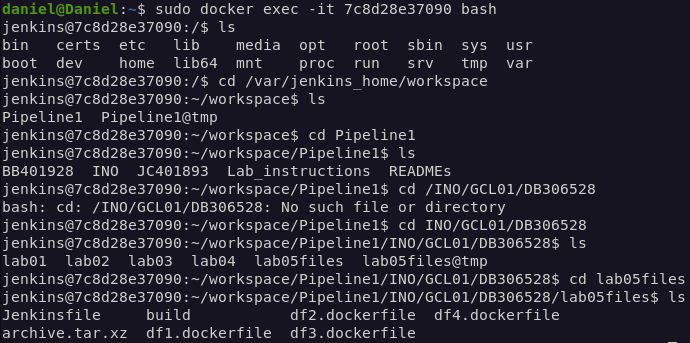 daniel@Daniel:~$ sudo docker exec -it 7c8d28e37090 bash
jenkins@7c8d28e37090:/$ ls
bin   certs  etc   lib    media  opt   root  sbin  sys  usr
boot  dev    home  lib64  mnt    proc  run   srv   tmp  var
jenkins@7c8d28e37090:/$ cd /var/jenkins_home/workspace
jenkins@7c8d28e37090:~/workspace$ ls
Pipeline1  Pipeline1@tmp
jenkins@7c8d28e37090:~/workspace$ cd Pipeline1
jenkins@7c8d28e37090:~/workspace/Pipeline1$ ls
BB401928  INO  JC401893  Lab_instructions  READMEs
jenkins@7c8d28e37090:~/workspace/Pipeline1$ cd /INO/GCL01/DB306528
bash: cd: /INO/GCL01/DB306528: No such file or directory
jenkins@7c8d28e37090:~/workspace/Pipeline1$ cd INO/GCL01/DB306528
jenkins@7c8d28e37090:~/workspace/Pipeline1/INO/GCL01/DB306528$ ls
lab01  lab02  lab03  lab04  lab05files  lab05files@tmp
jenkins@7c8d28e37090:~/workspace/Pipeline1/INO/GCL01/DB306528$ cd lab05files
jenkins@7c8d28e37090:~/workspace/Pipeline1/INO/GCL01/DB306528/lab05files$ ls
Jenkinsfile     build           df2.dockerfile  df4.dockerfile
archive.tar.xz  df1.dockerfile  df3.dockerfile